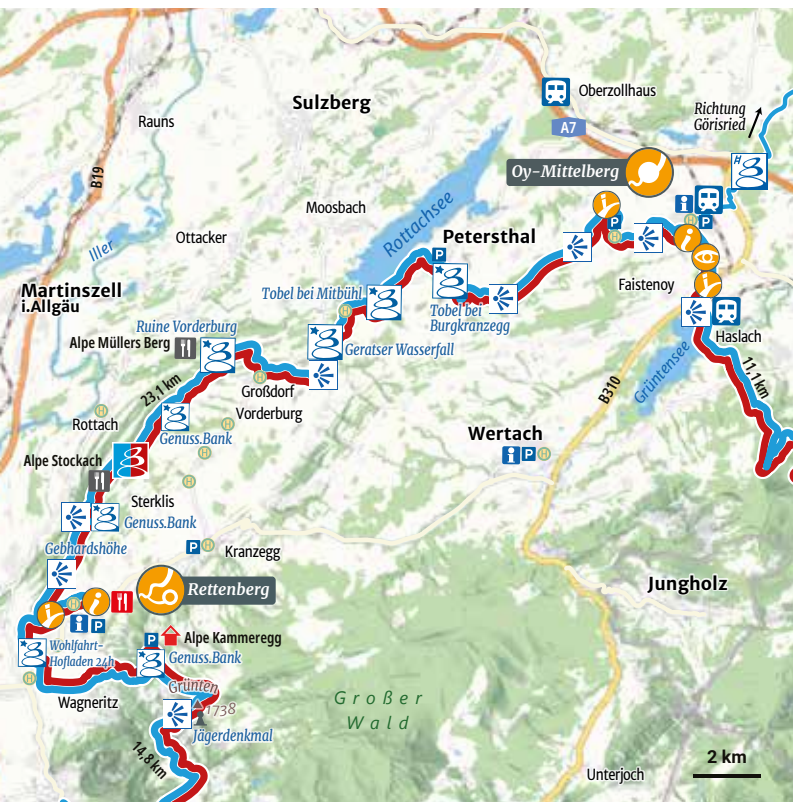 Sulzberg
Oberzollhaus
A7
Richtung
Görisried
Rauns
B19
H
Oy-Mittelberg
Moosbach
Rottachsee
P
P
Ottacker
Iller
Petersthal
P
Martinszell
i.Allgäu
Faistenoy
Tobel bei Mitbühl
Tobel bei
Burgkranzegg
Ruine Vorderburg
Alpe Müllers Berg
Geratser Wasserfall
Haslach
Grüntensee
11,1 km
23,1 km
B310
Großdorf
Vorderburg
Rottach
Genuss.Bank
Wertach
P
Alpe Stockach
Sterklis
Genuss.Bank
Gebhardshöhe
P
Kranzegg
Rettenberg
Jungholz
P
Wohlfahrt-
Hofladen 24h
P
Alpe Kammeregg
Genuss.Bank
Grünten
1738
Wagneritz
Großer
Wald
Jägerdenkmal
14,8 km
2 km
Unterjoch